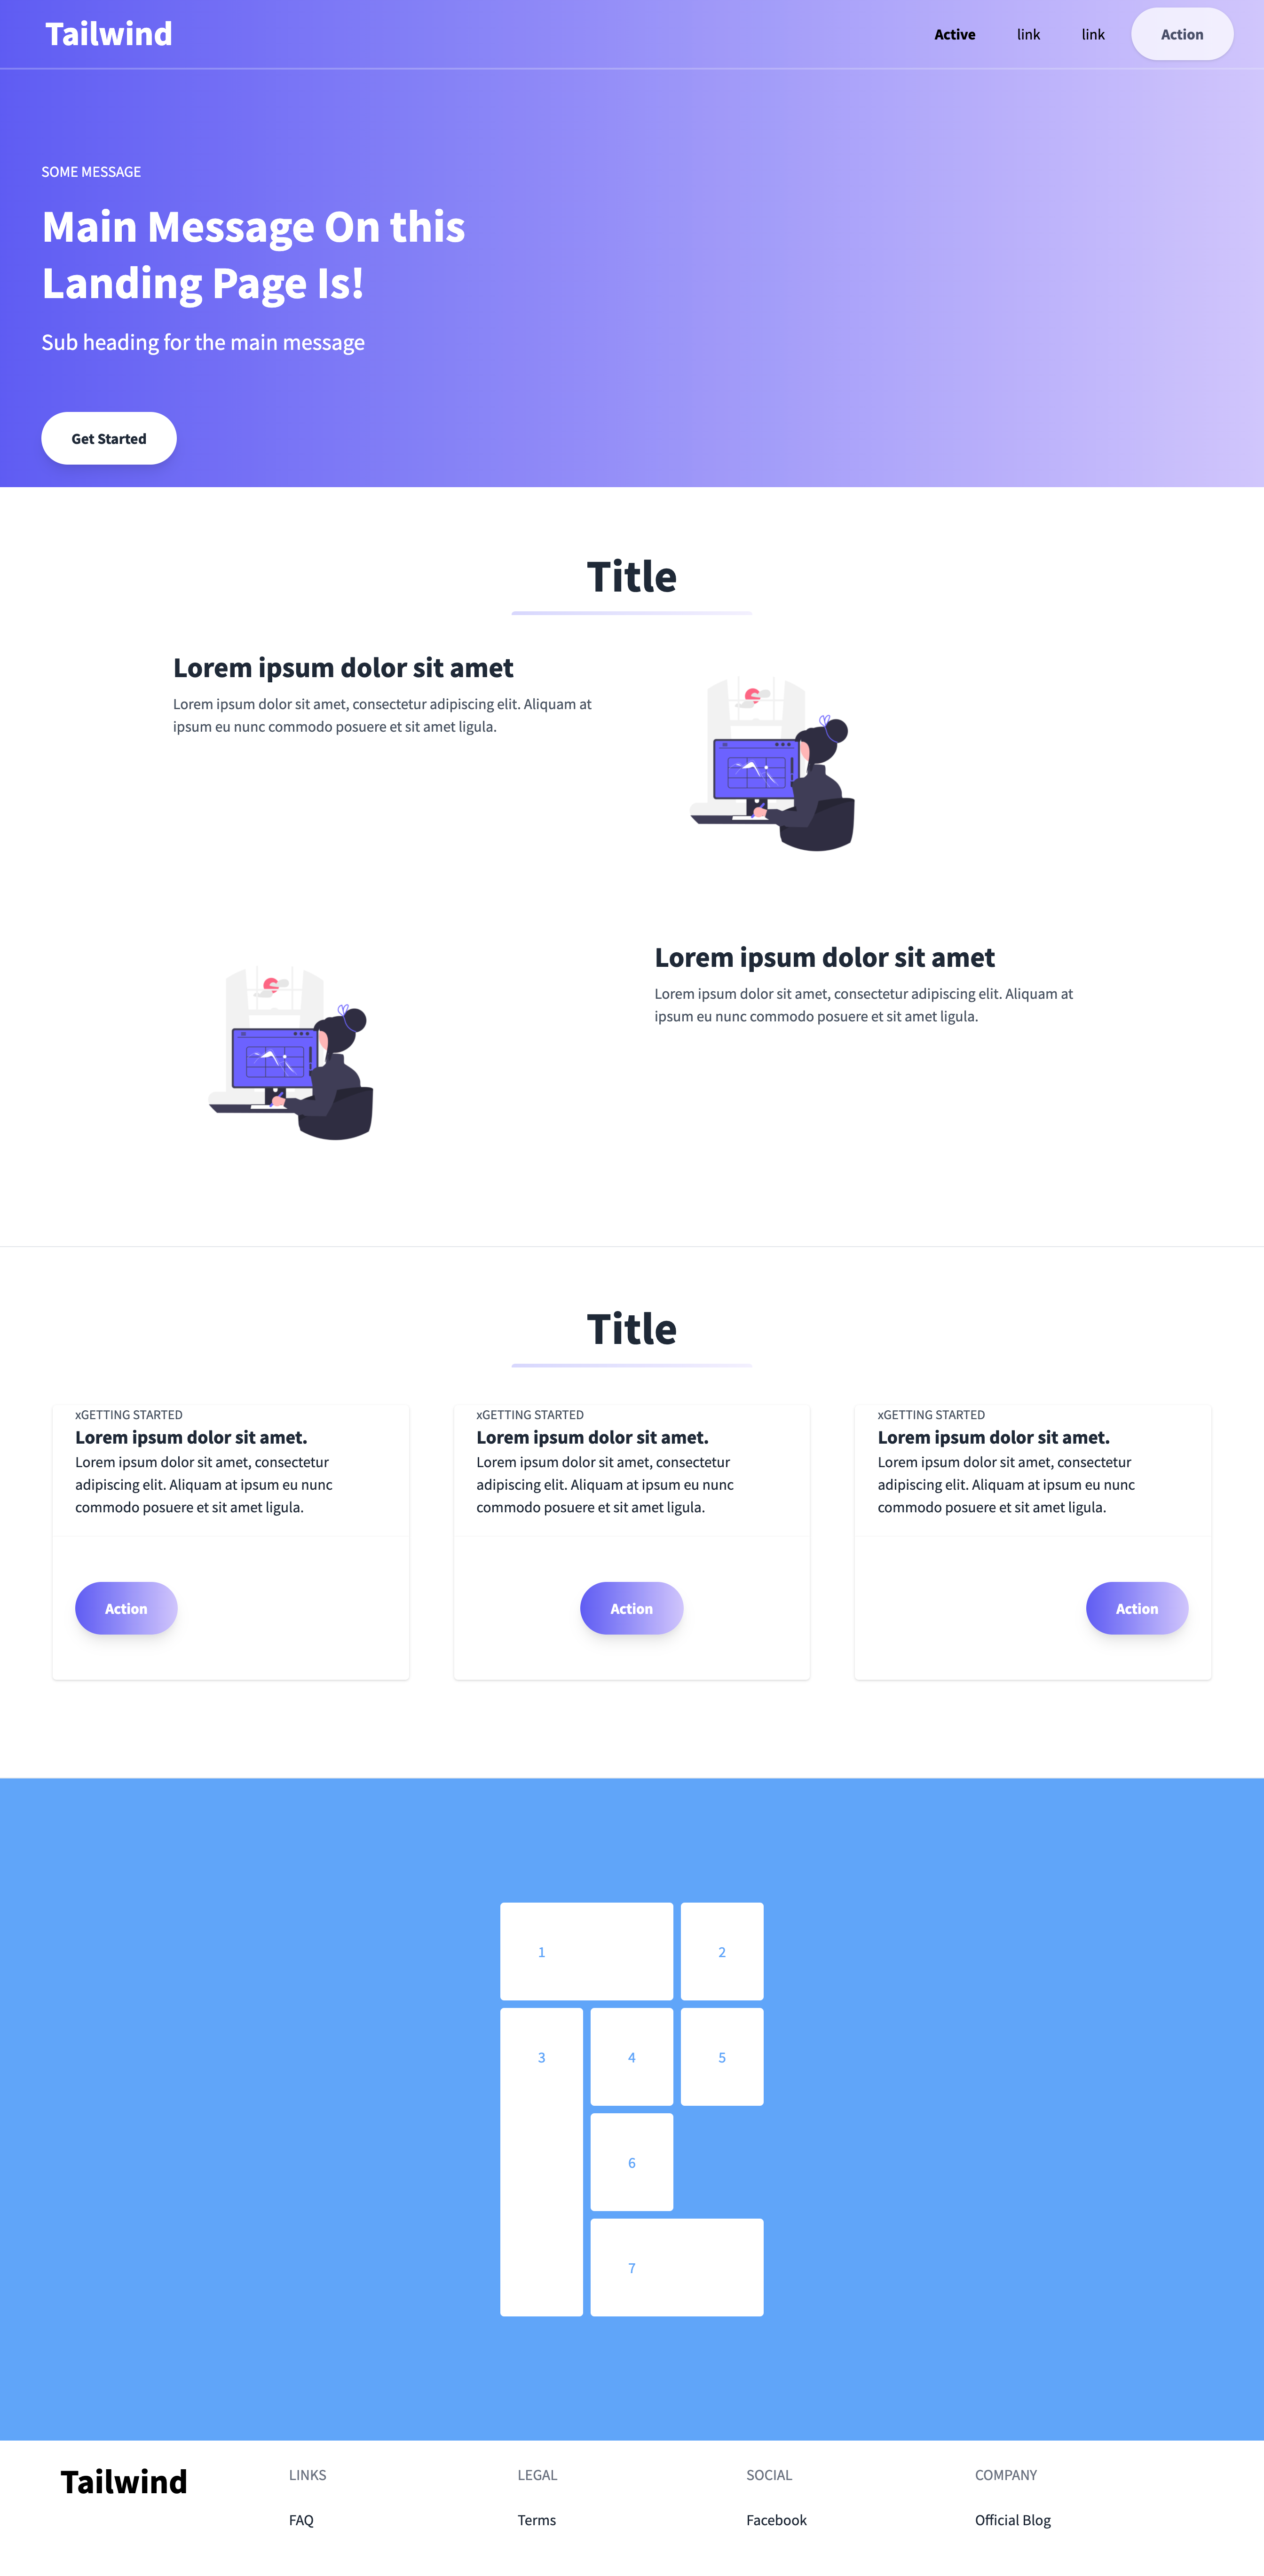 Tailwind
Active
link
link
Action
SOME MESSAGE
Main Message On this
Landing Page Is!
Sub heading for the main message
Get Started
Title
Lorem ipsum dolor sit amet
Lorem ipsum dolor sit amet, consectetur adipiscing elit. Aliquam at
ipsum eu nunc commodo posuere et sit amet ligula.
Lorem ipsum dolor sit amet
Lorem ipsum dolor sit amet, consectetur adipiscing elit. Aliquam at
ipsum eu nunc commodo posuere et sit amet ligula.
Title
xGETTING STARTED
Lorem ipsum dolor sit amet.
Lorem ipsum dolor sit amet, consectetur
adipiscing elit. Aliquam at ipsum eu nunc
commodo posuere et sit amet ligula.
Action
xGETTING STARTED
Lorem ipsum dolor sit amet.
Lorem ipsum dolor sit amet, consectetur
adipiscing elit. Aliquam at ipsum eu nunc
commodo posuere et sit amet ligula.
Action
xGETTING STARTED
Lorem ipsum dolor sit amet.
Lorem ipsum dolor sit amet, consectetur
adipiscing elit. Aliquam at ipsum eu nunc
commodo posuere et sit amet ligula.
Action
1
2
3
4
5
6
7
Tailwind
LINKS
FAQ
LEGAL
Terms
SOCIAL
Facebook
COMPANY
Official Blog